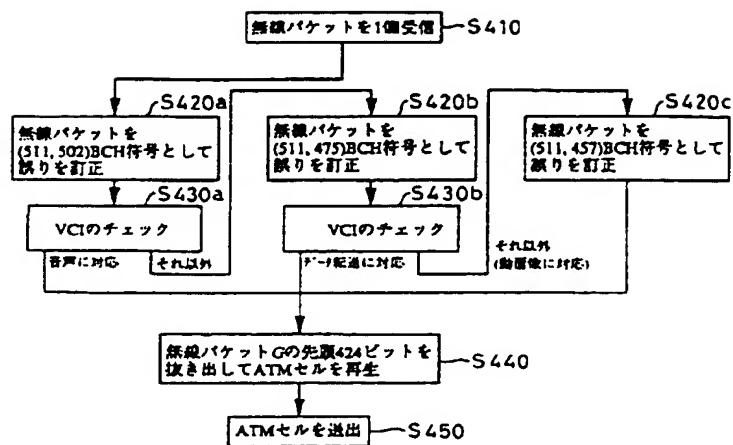 無線パケットを1個受信
S410
S420a
S420b
S420c
無線パケットを
(511, 502)BCH符号として
誤りを訂正
無線パケットを
(511, 475)BCH符号として
誤りを訂正
無線パケットを
(511, 457)BCH符号として
誤りを訂正
S430a
S430b
VCIのチェック
VCIのチェック
音声に対応
それ以外
データ転送に対応
それ以外
(動画像に対応)
無線パケットGの先頭424ビットを
抜き出してATMセルを再生
S440
ATMセルを送出
S450